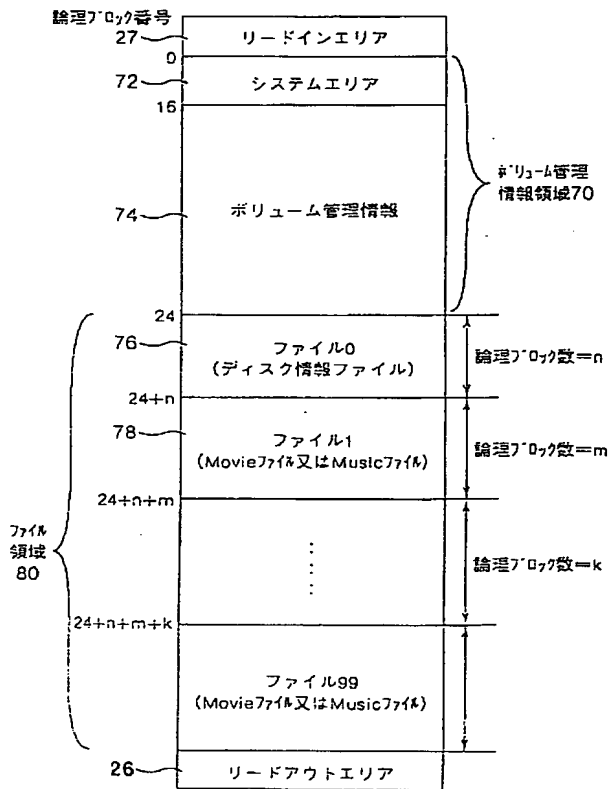 論理ブロック番号
27
リードインエリア
0
72
システムエリア
16
74
ボリューム管理情報
ボリューム管理
情報領域70
24
76
ファイル0
(ディスク情報ファイル)
論理ブロック数=n
24+n
78
ファイル1
(Movieファイル又はMusicファイル)
論理ブロック数=m
24+n+m
ファイル
領域
80
⋮
論理ブロック数=k
24+n+m+k
ファイル99
(Movieファイル又はMusicファイル)
26
リードアウトエリア